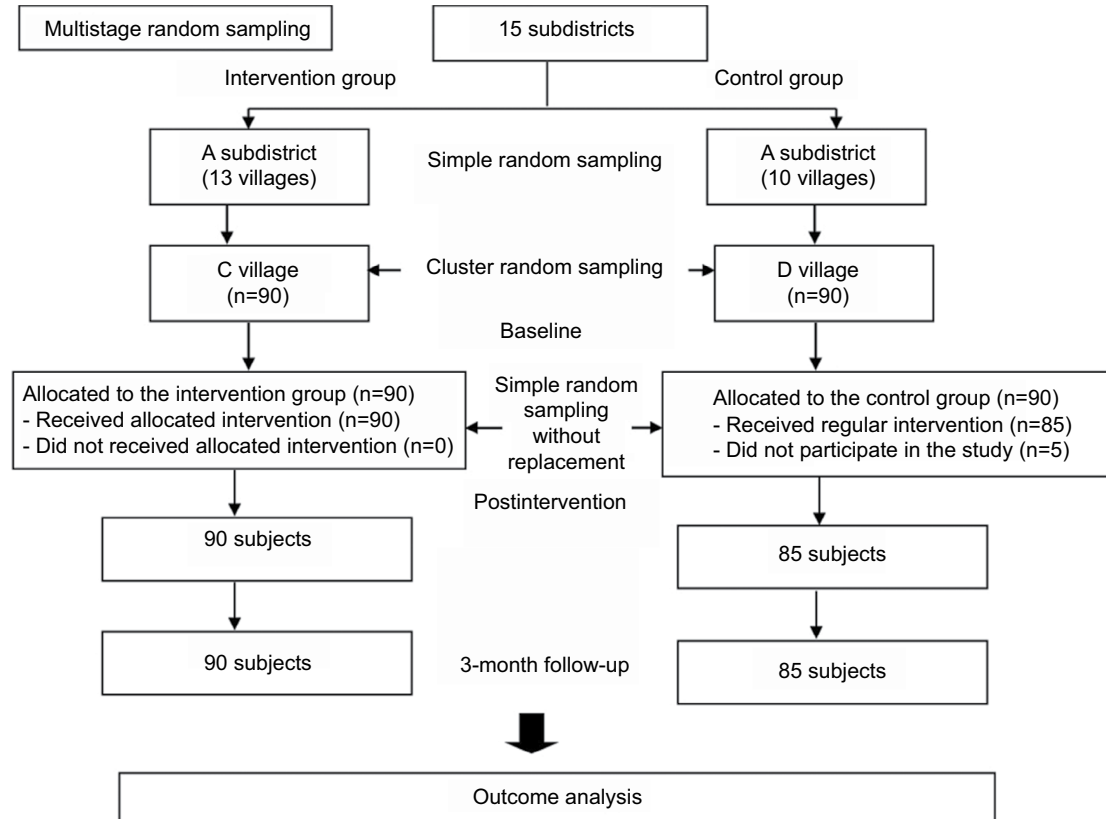 Multistage random sampling
15 subdistricts
Intervention group
Control group
A subdistrict
(13 villages)
Simple random sampling
A subdistrict
(10 villages)
C village
(n=90)
Cluster random sampling
D village
(n=90)
Baseline
Allocated to the intervention group (n=90)
- Received allocated intervention (n=90)
- Did not received allocated intervention (n=0)
Simple random
sampling
without
replacement
Allocated to the control group (n=90)
- Received regular intervention (n=85)
- Did not participate in the study (n=5)
Postintervention
90 subjects
85 subjects
90 subjects
3-month follow-up
85 subjects
Outcome analysis